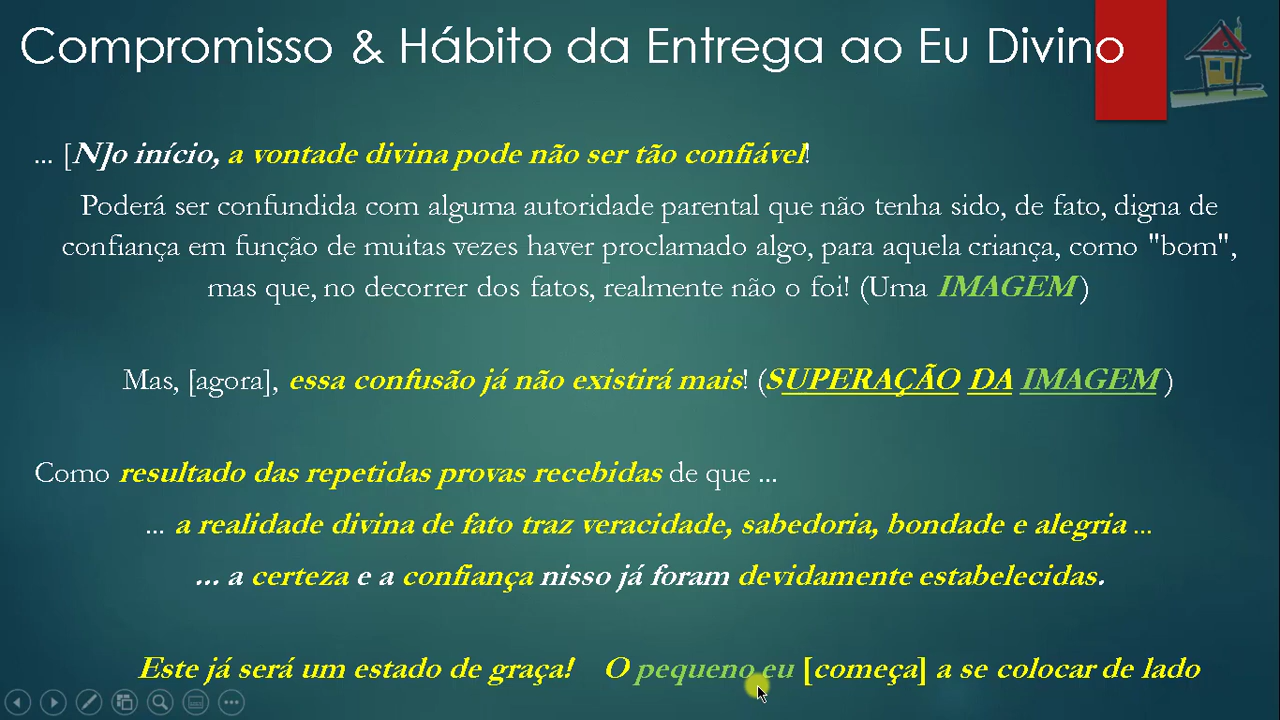 Compromisso & Hábito da Entrega ao Eu Divino
... [N]o início, a vontade divina pode não ser tão confiável!
Poderá ser confundida com alguma autoridade parental que não tenha sido, de fato, digna de
confiança em função de muitas vezes haver proclamado algo, para aquela criança, como "bom",
mas que, no decorrer dos fatos, realmente não o foi! (Uma IMAGEM)
Mas, [agora], essa confusão já não existirá mais! (SUPERAÇÃO DA IMAGEM)
Como resultado das repetidas provas recebidas de que ...
... a realidade divina de fato traz veracidade, sabedoria, bondade e alegria ...
... a certeza e a confiança nisso já foram devidamente estabelecidas.
Este já será um estado de graça! O pequeno eu [começa] a se colocar de lado